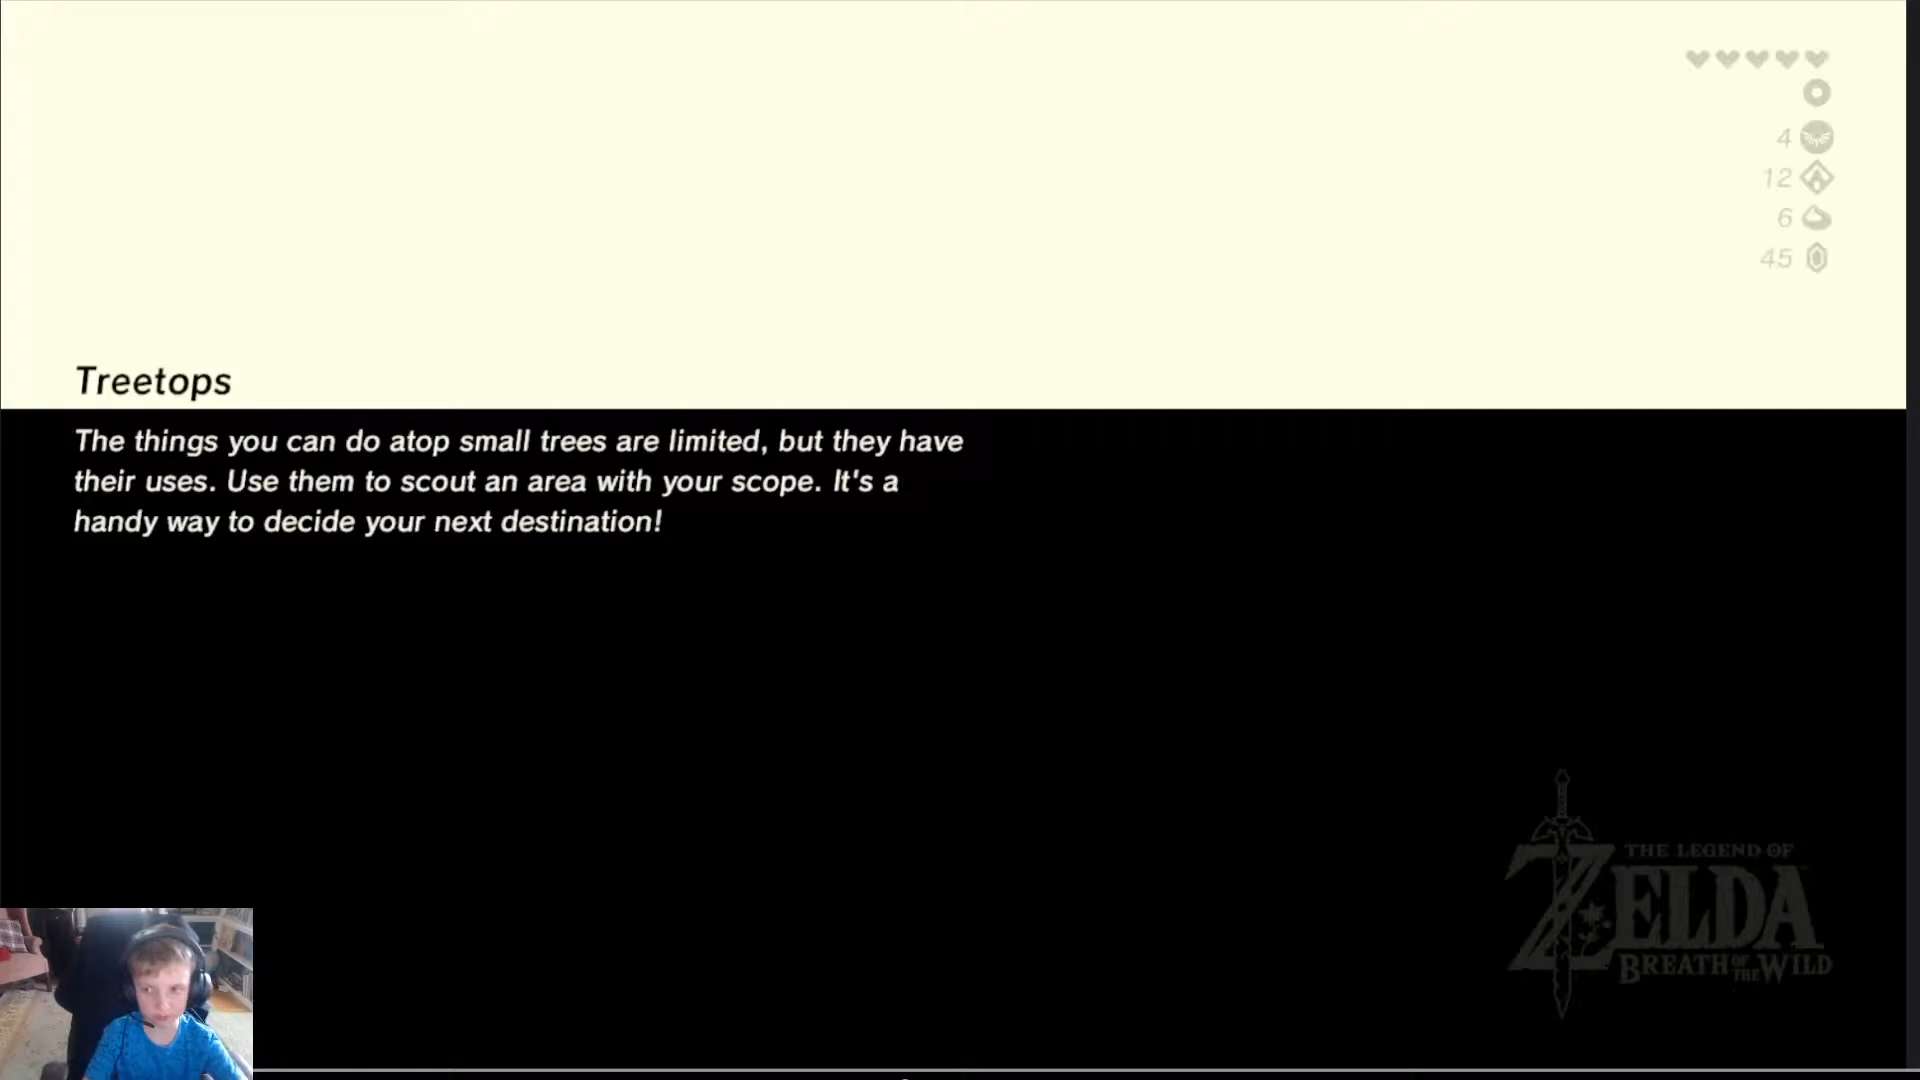 4
12
6
45
Treetops
The things you can do atop small trees are limited, but they have
their uses. Use them to scout an area with your scope. It's a
handy way to decide your next destination!
THE LEGEND OF
ZELDA
BREATH OF THE WILD